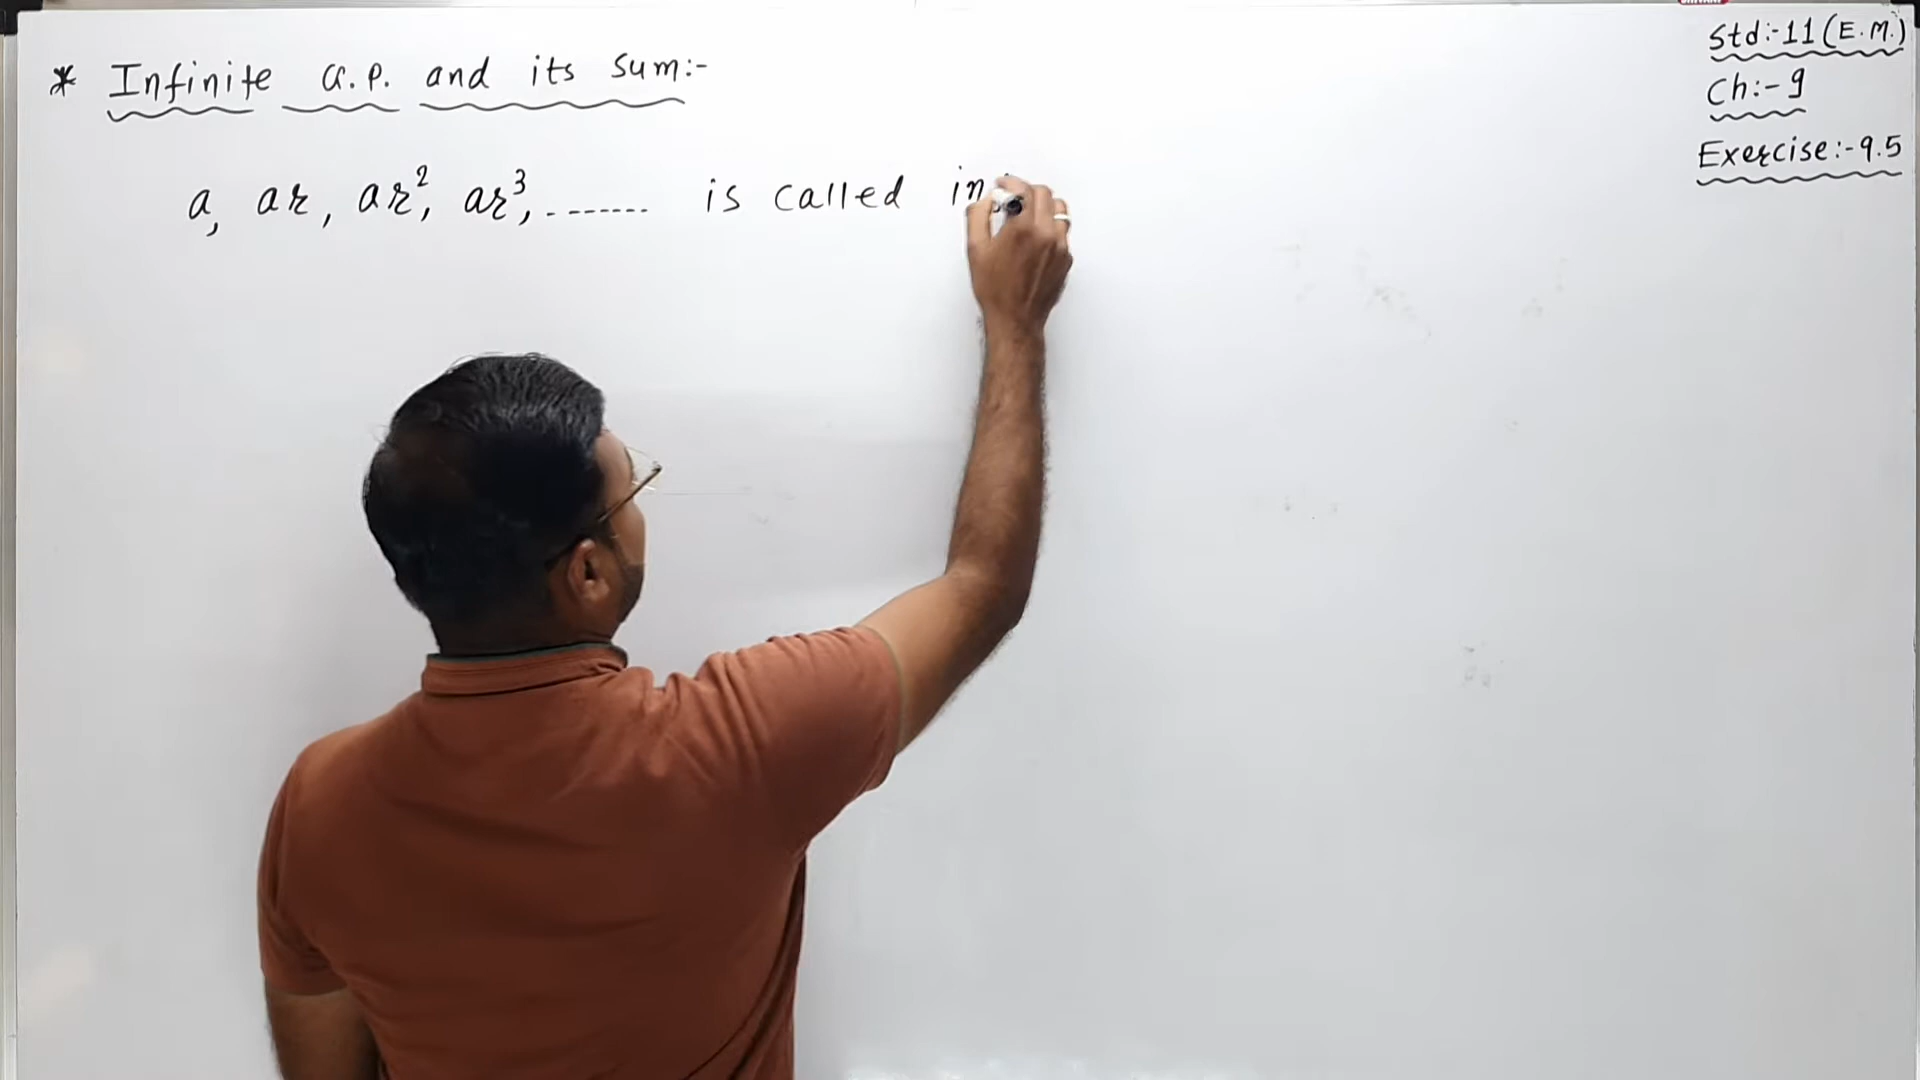 * Infinite G.P. and its sum:-
a, ar, ar², ar³, ------- is called in
Std:-11 (E.M.)
Ch:-9
Exercise:-9.5